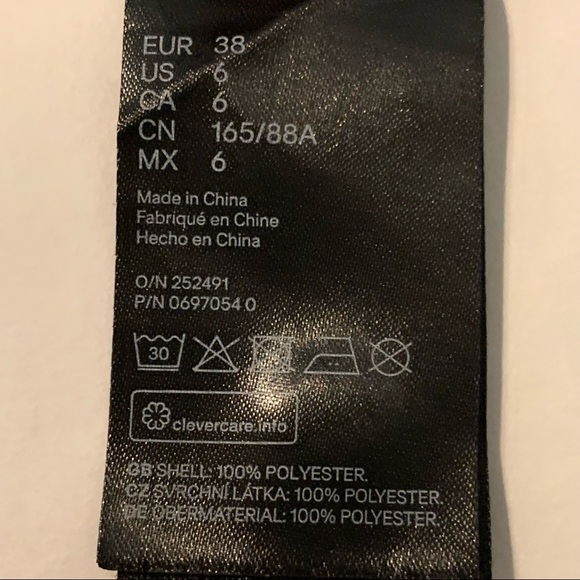 EUR 38
US 6
CA 6
CN 165/88A
MX 6
Made in China
Fabriqué en Chine
Hecho en China
O/N 252491
P/N 0697054 0
30
clevercare.info
GB SHELL: 100% POLYESTER.
CZ SVRCHNÍ LÁTKA: 100% POLYESTER.
DE OBERMATERIAL: 100% POLYESTER.